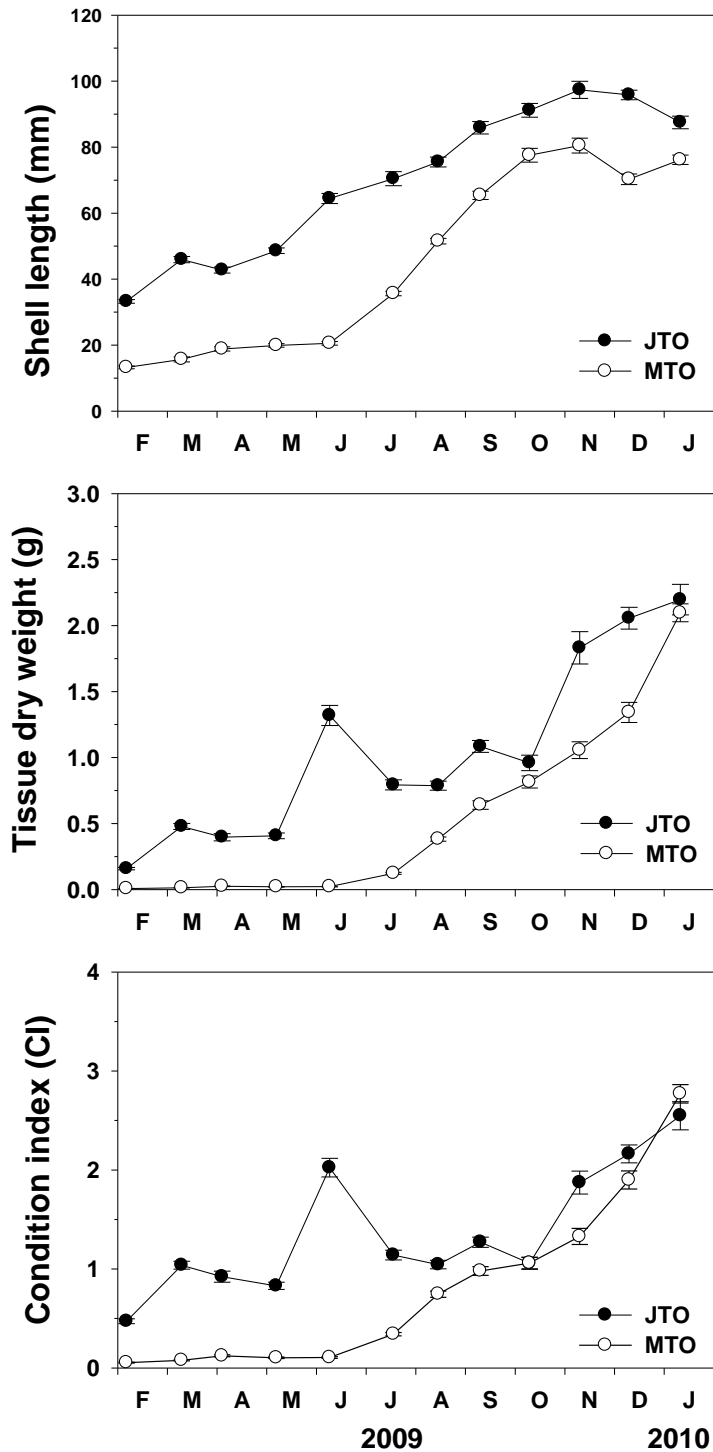 Shell length (mm)
120
100
80
60
40
20
0
JTO
MTO
F M A M J J A S O N D J
Tissue dry weight (g)
3.0
2.5
2.0
1.5
1.0
0.5
0.0
JTO
MTO
F M A M J J A S O N D J
Condition index (CI)
4
3
2
1
0
JTO
MTO
F M A M J J A S O N D J
2009 2010